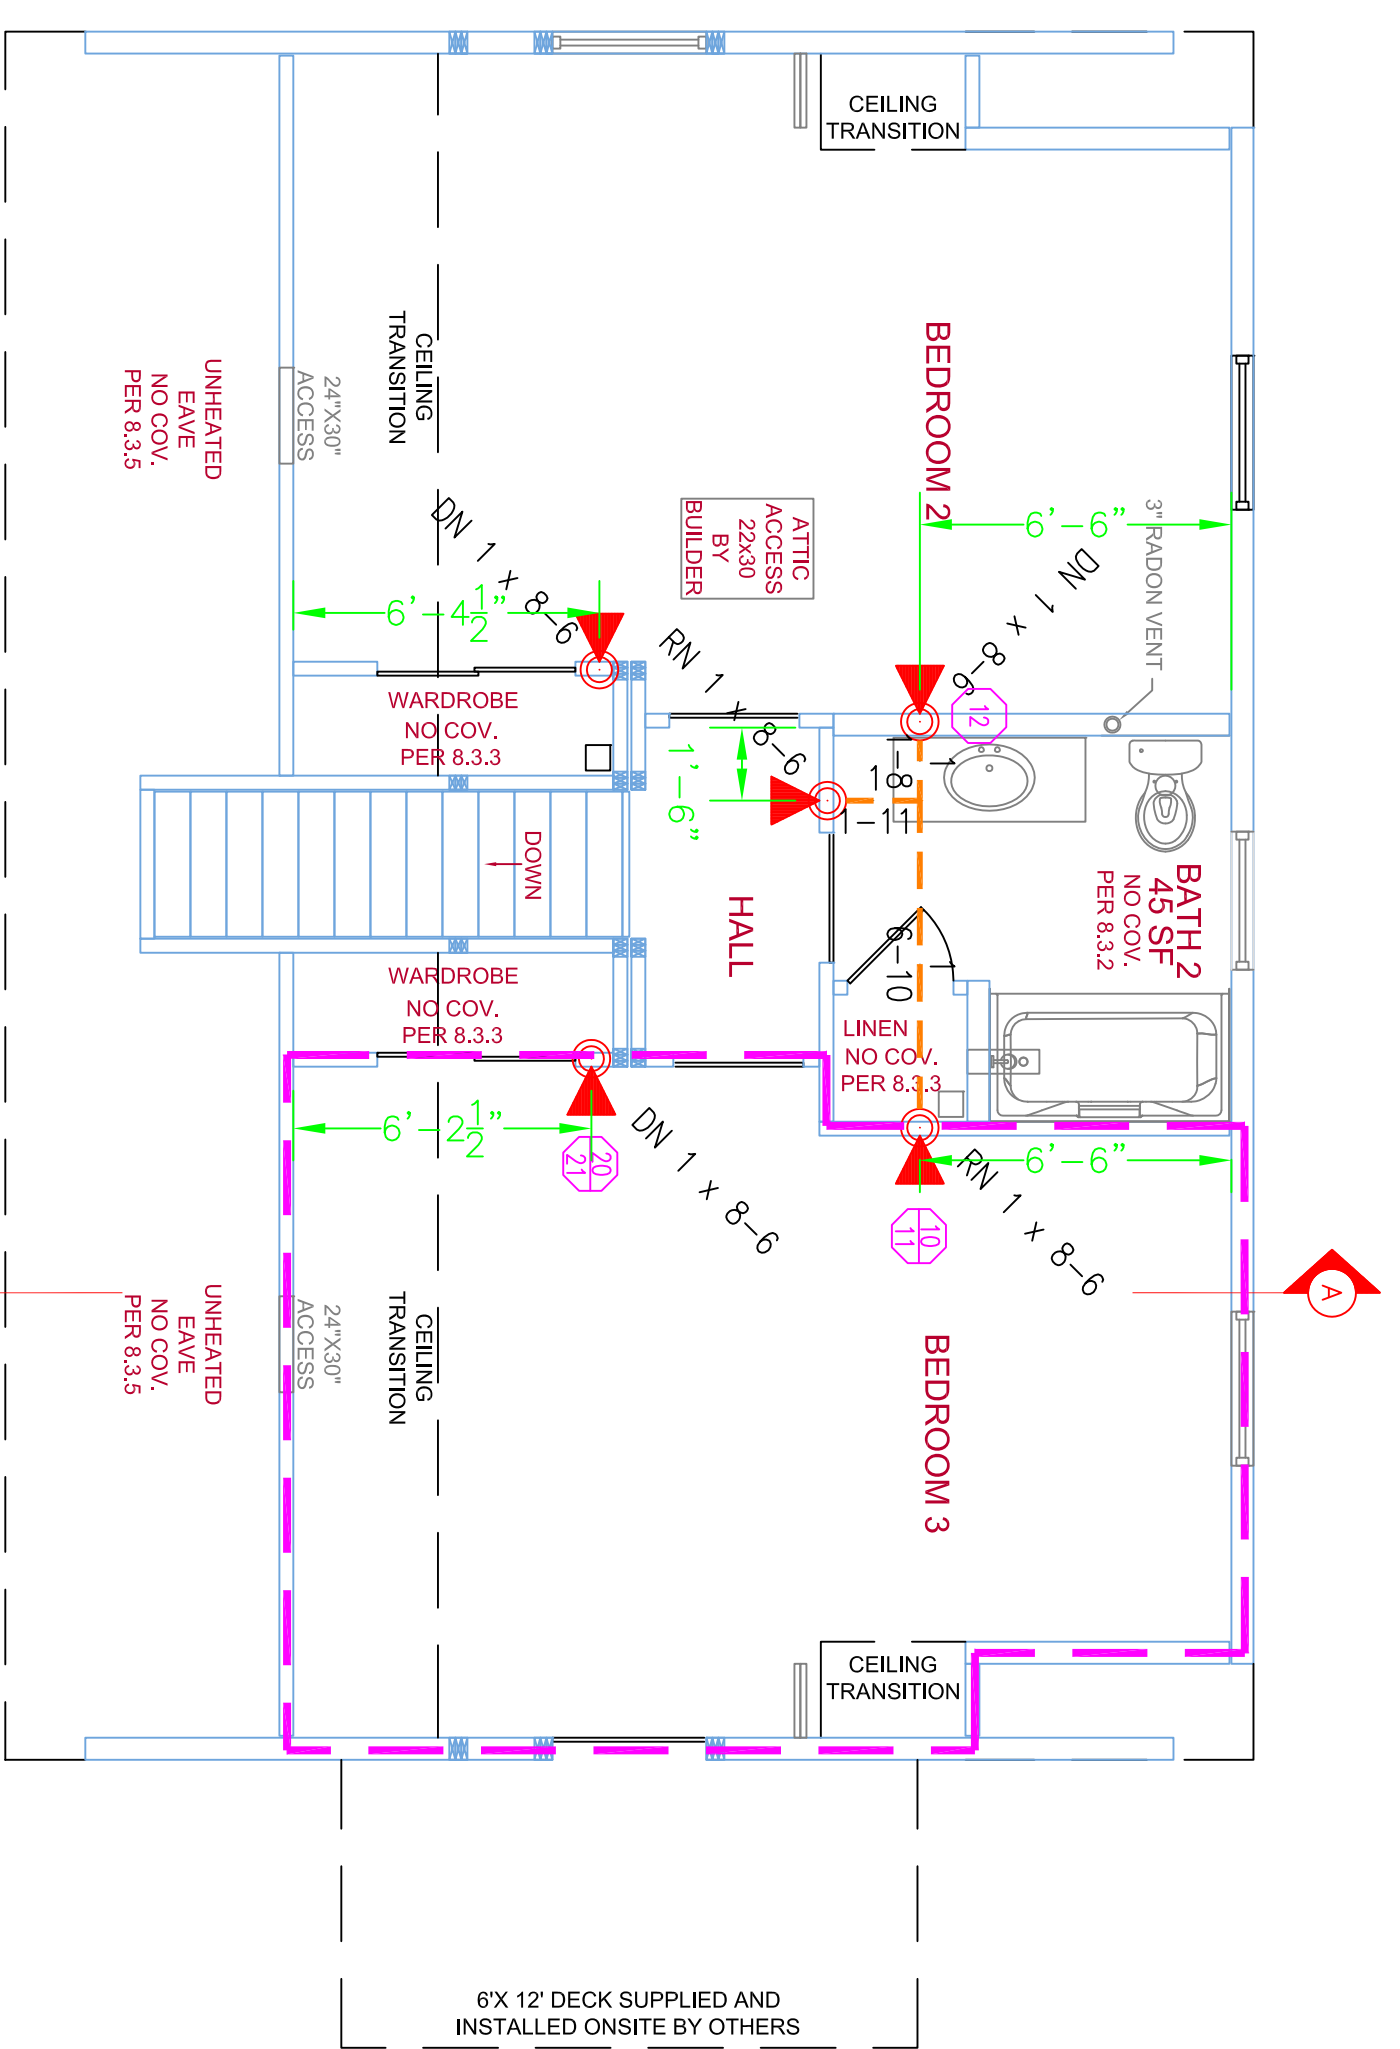 CEILING
TRANSITION
CEILING
TRANSITION
24"X30"
ACCESS
UNHEATED
EAVE
NO COV.
PER 8.3.5
BEDROOM 2
3" RADON VENT
6'-6"
ATTIC
ACCESS
22x30
BY
BUILDER
DN 1 x 8-6
6'-4 1/2"
DN 1 x 8-6
RN 1 x 8-6
12
WARDROBE
NO COV.
PER 8.3.3
1'-6"
1-8
1
1-11
DOWN
HALL
BATH 2
45 SF
NO COV.
PER 8.3.2
6-10
1
WARDROBE
NO COV.
PER 8.3.3
LINEN
NO COV.
PER 8.3.3
6'-2 1/2"
20
21
DN 1 x 8-6
6'-6"
RN 1 x 8-6
10
11
A
UNHEATED
EAVE
NO COV.
PER 8.3.5
24"X30"
ACCESS
CEILING
TRANSITION
BEDROOM 3
CEILING
TRANSITION
6'X 12' DECK SUPPLIED AND
INSTALLED ONSITE BY OTHERS